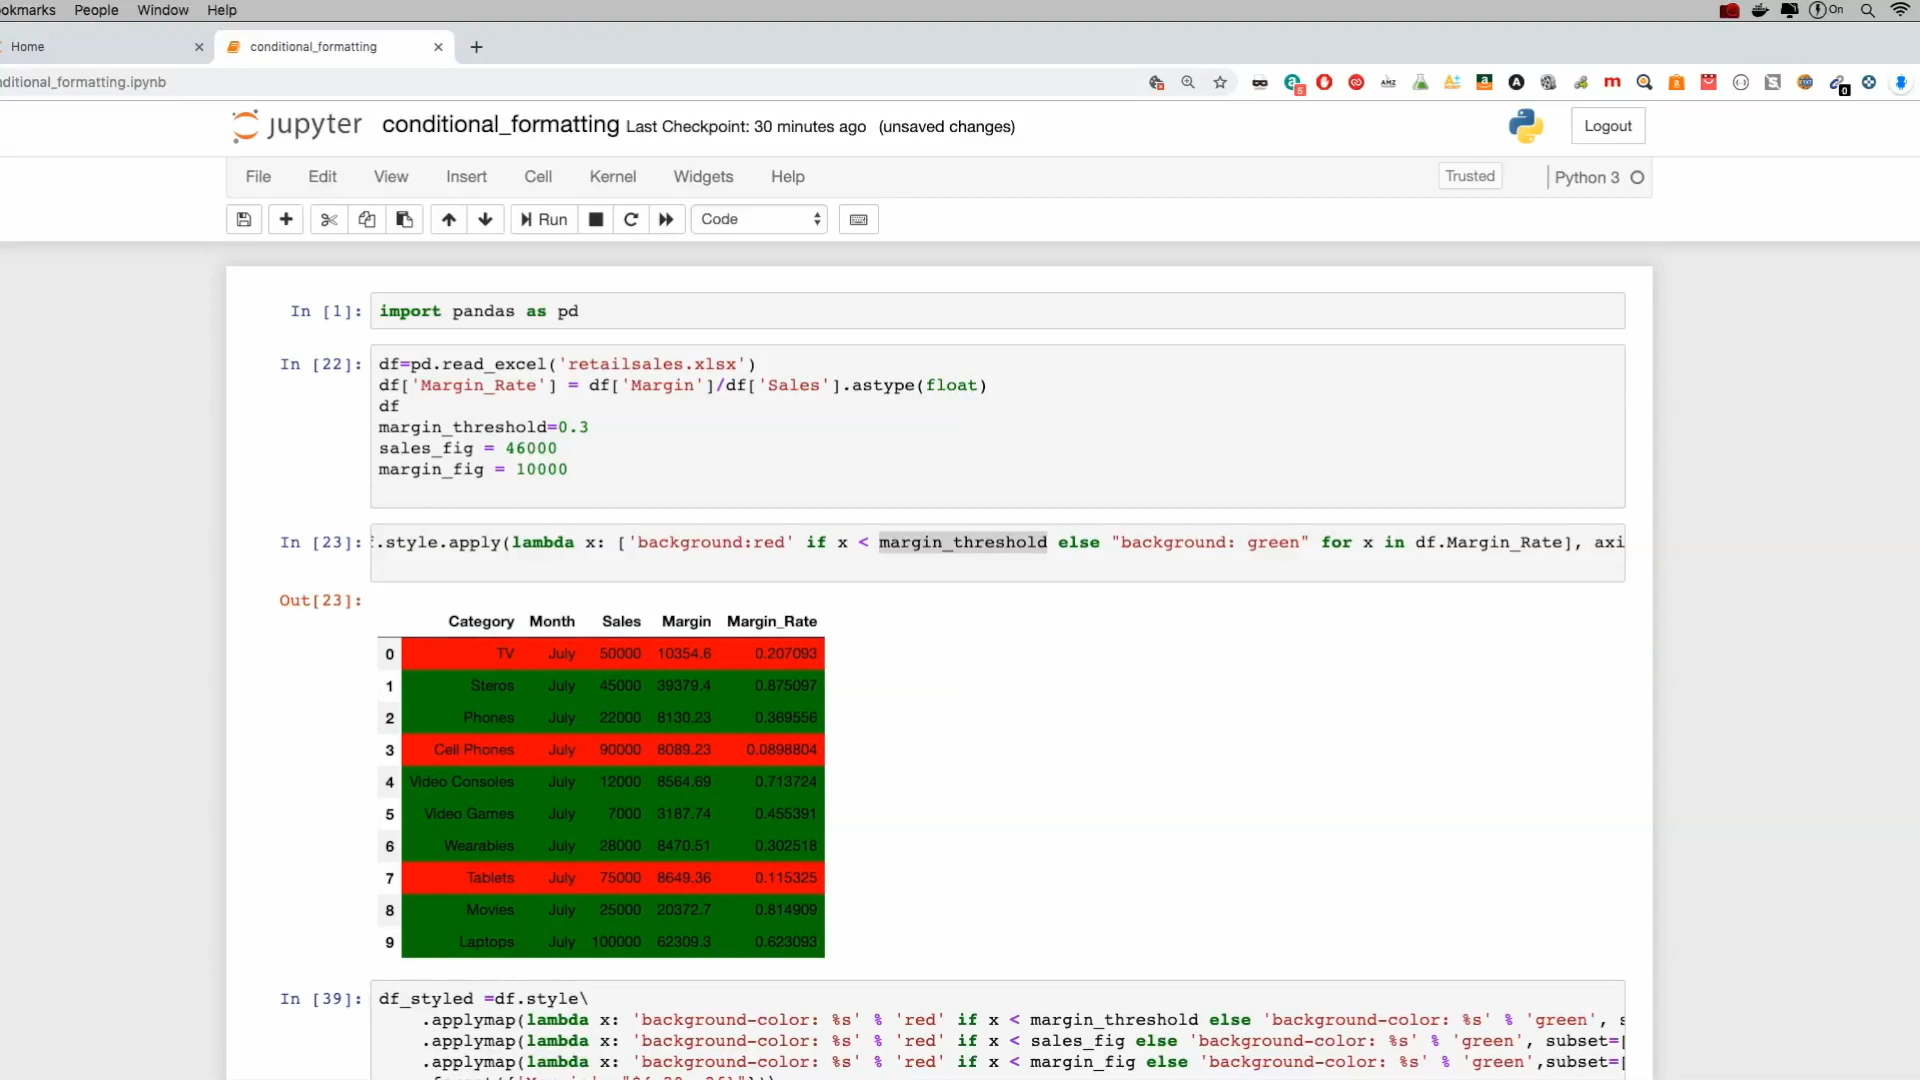 ookmarks People Window Help On
Home conditional_formatting
nditional_formatting.ipynb
jupyter conditional_formatting Last Checkpoint: 30 minutes ago (unsaved changes) Logout
File Edit View Insert Cell Kernel Widgets Help Trusted Python 3
Run Code
In [1]: import pandas as pd
In [22]: df=pd.read_excel('retailsales.xlsx')
df['Margin_Rate'] = df['Margin']/df['Sales'].astype(float)
df
margin_threshold=0.3
sales_fig = 46000
margin_fig = 10000
In [23]: f.style.apply(lambda x: ['background:red' if x < margin_threshold else "background: green" for x in df.Margin_Rate], axi
Out[23]:
Category Month Sales Margin Margin_Rate
0 TV July 50000 10354.6 0.207093
1 Steros July 45000 39379.4 0.875097
2 Phones July 22000 8130.23 0.369556
3 Cell Phones July 90000 8089.23 0.0898804
4 Video Consoles July 12000 8564.69 0.713724
5 Video Games July 7000 3187.74 0.455391
6 Wearables July 28000 8470.51 0.302518
7 Tablets July 75000 8649.36 0.115325
8 Movies July 25000 20372.7 0.814909
9 Laptops July 100000 62309.3 0.623093
In [39]: df_styled =df.style\
.applymap(lambda x: 'background-color: %s' % 'red' if x < margin_threshold else 'background-color: %s' % 'green', s
.applymap(lambda x: 'background-color: %s' % 'red' if x < sales_fig else 'background-color: %s' % 'green', subset=[
.applymap(lambda x: 'background-color: %s' % 'red' if x < margin_fig else 'background-color: %s' % 'green',subset=[